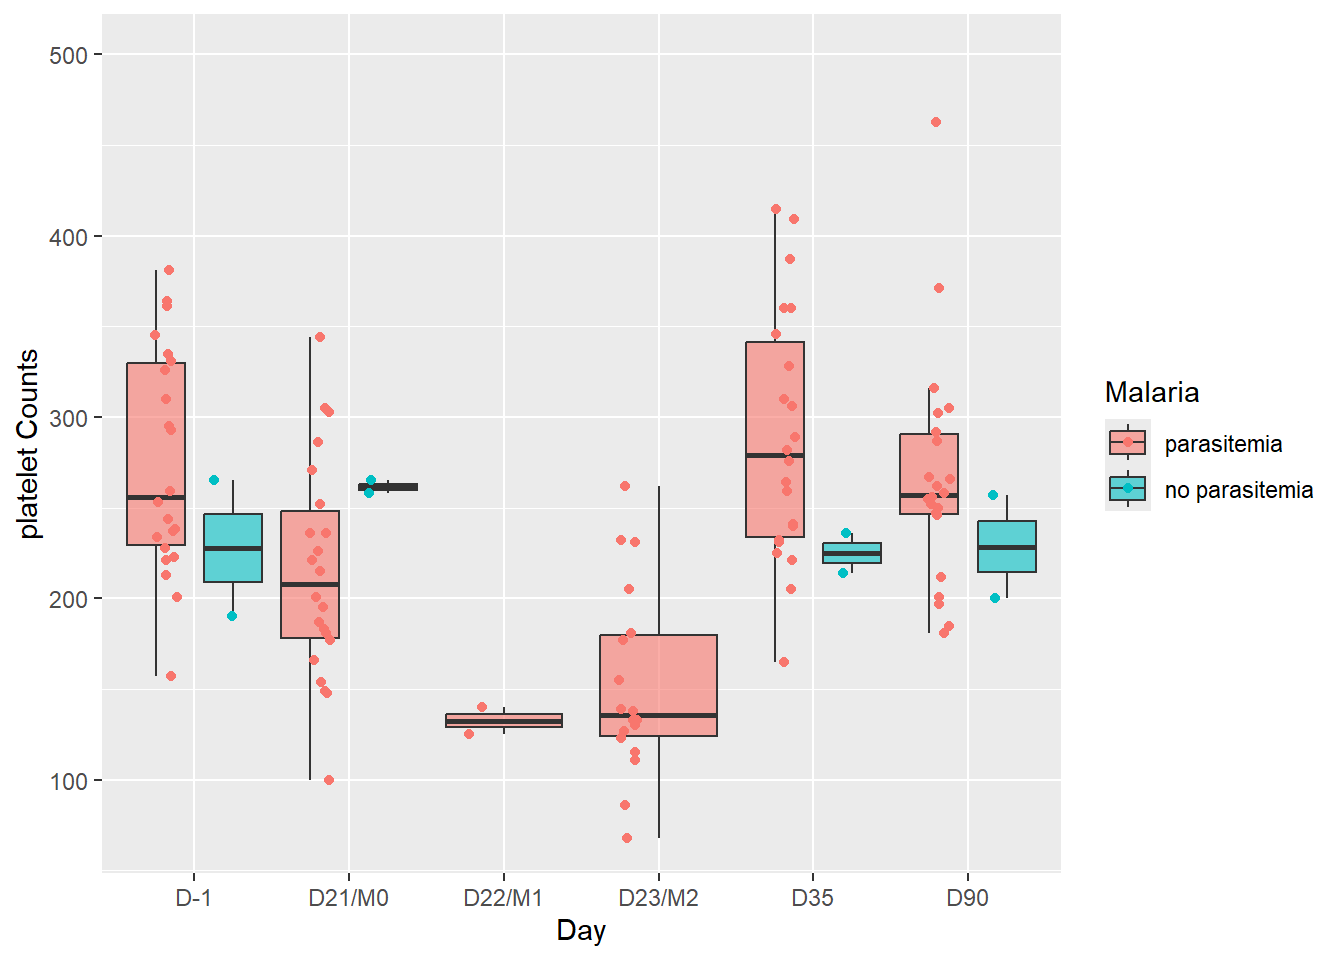 500
400
300
200
100
platelet Counts
D-1 D21/M0 D22/M1 D23/M2 D35 D90
Day
Malaria
parasitemia
no parasitemia